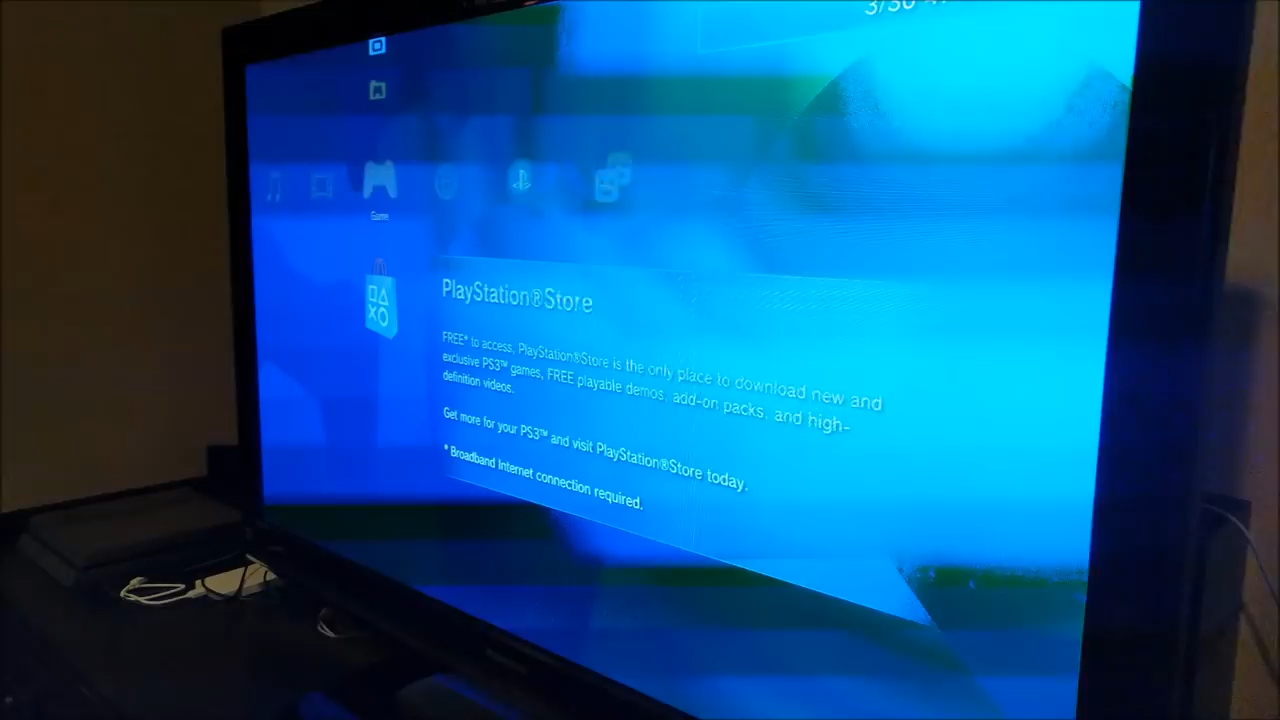 3/30
Game
PlayStation®Store
FREE* to access, PlayStation®Store is the only place to download new and
exclusive PS3™ games, FREE playable demos, add-on packs, and high-
definition videos.
Get more for your PS3™ and visit PlayStation®Store today.
* Broadband Internet connection required.